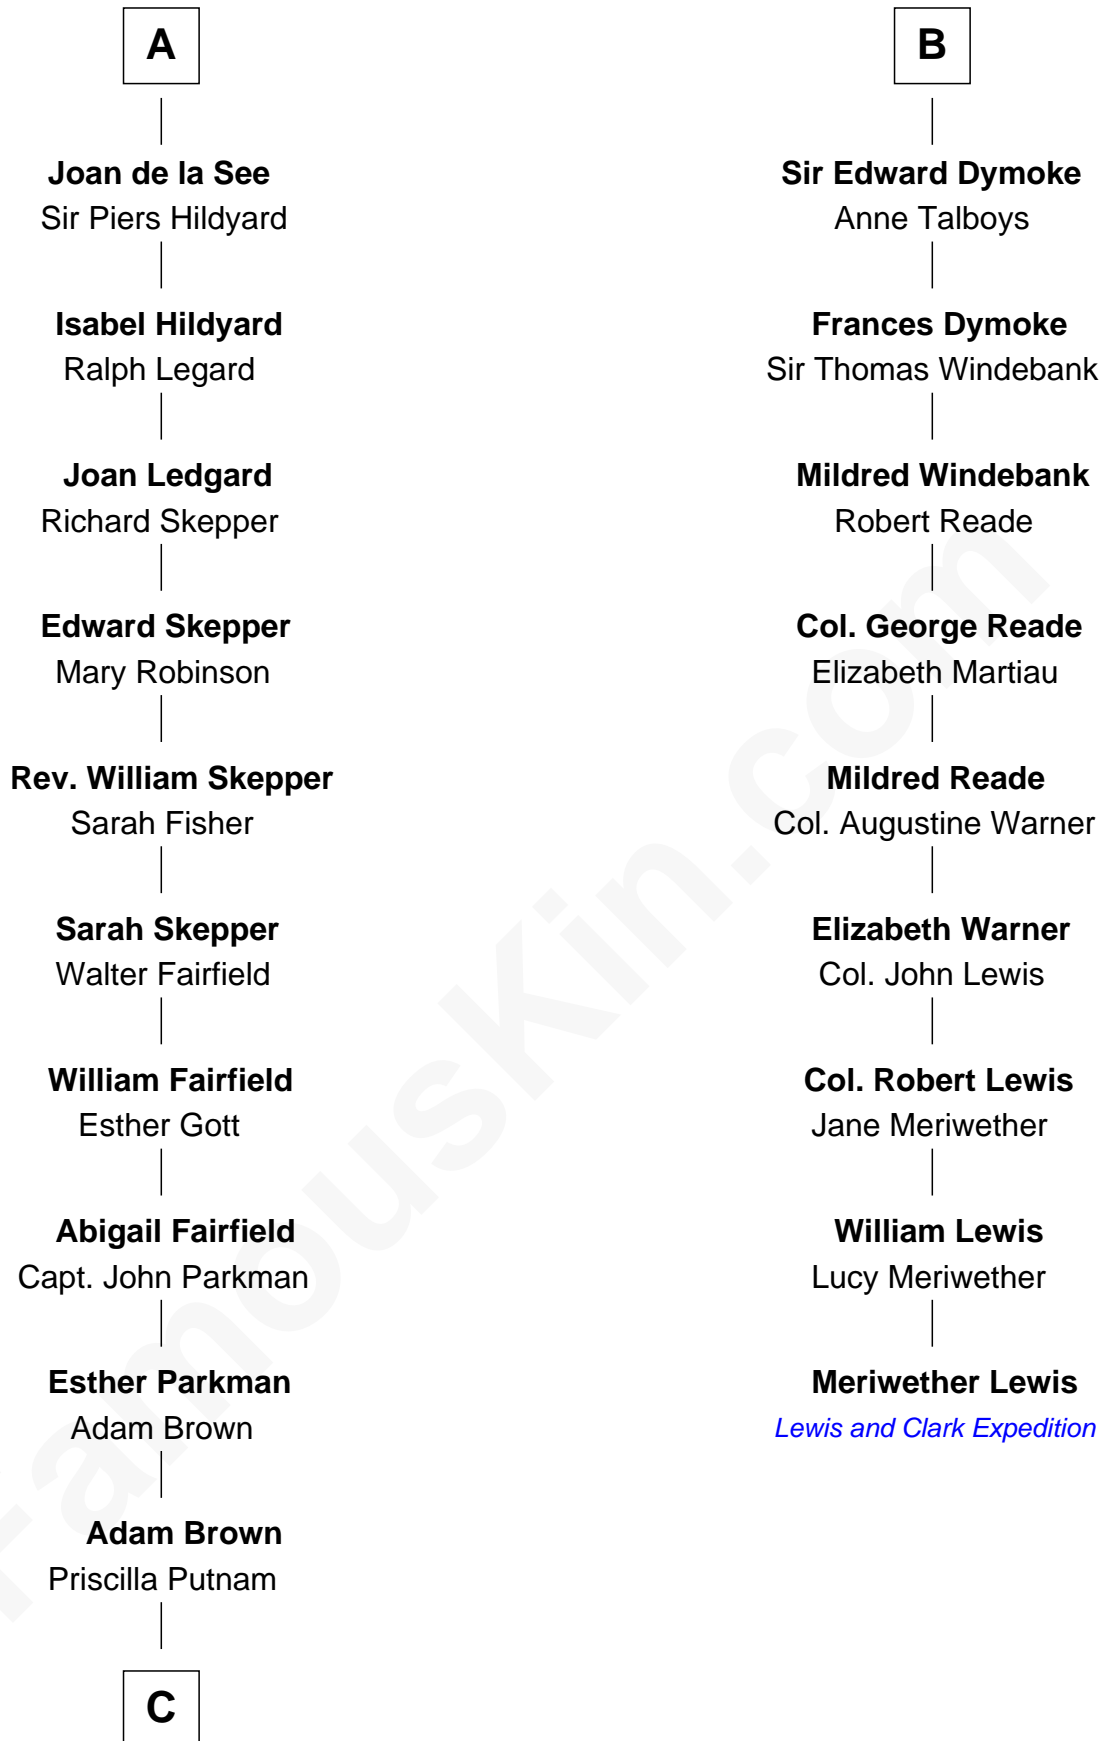 A
Joan de la See
Sir Piers Hildyard
Isabel Hildyard
Ralph Legard
Joan Ledgard
Richard Skepper
Edward Skepper
Mary Robinson
Rev. William Skepper
Sarah Fisher
Sarah Skepper
Walter Fairfield
William Fairfield
Esther Gott
Abigail Fairfield
Capt. John Parkman
Esther Parkman
Adam Brown
Adam Brown
Priscilla Putnam
C
B
Sir Edward Dymoke
Anne Talboys
Frances Dymoke
Sir Thomas Windebank
Mildred Windebank
Robert Reade
Col. George Reade
Elizabeth Martiau
Mildred Reade
Col. Augustine Warner
Elizabeth Warner
Col. John Lewis
Col. Robert Lewis
Jane Meriwether
William Lewis
Lucy Meriwether
Meriwether Lewis
Lewis and Clark Expedition
FamousKin.com